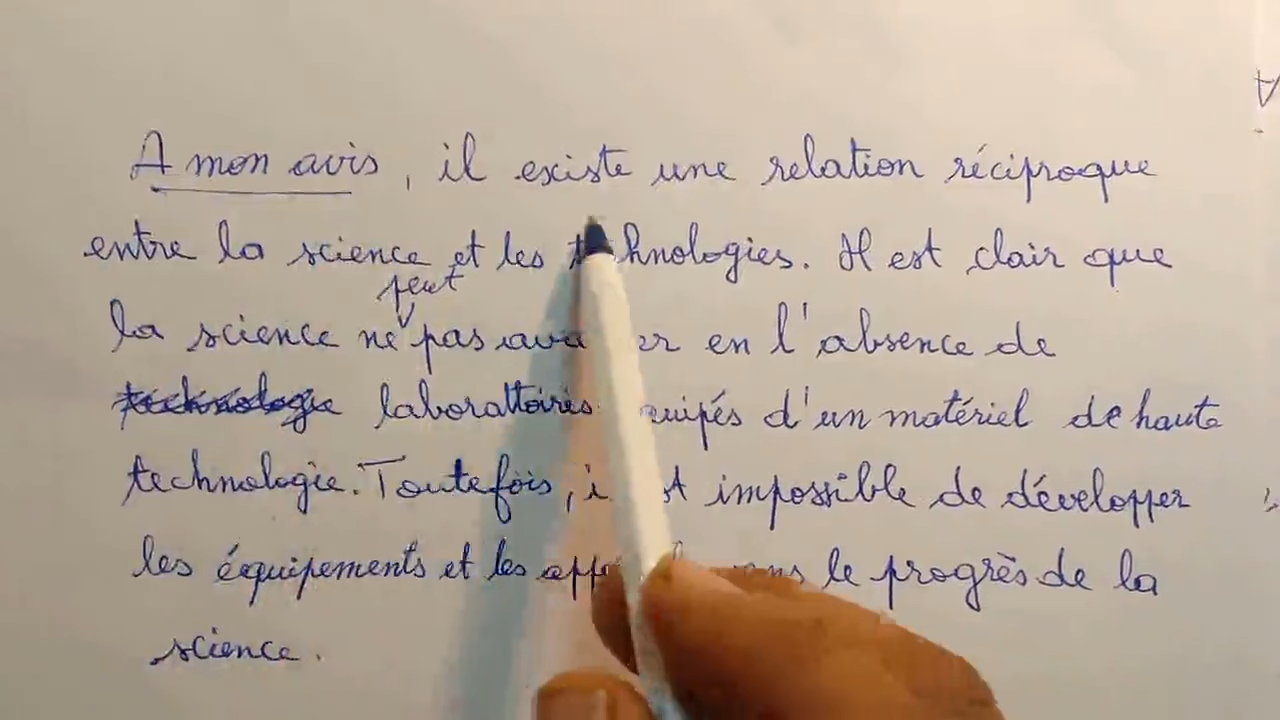 A mon avis, il existe une relation réciproque
entre la science et les technologies. Il est clair que
la science ne peut pas avancer en l'absence de
laborattoires équipés d'un matériel de haute
technologie. Toutefois, il est impossible de développer
les équipements et les sans le progrès de la
science.
A